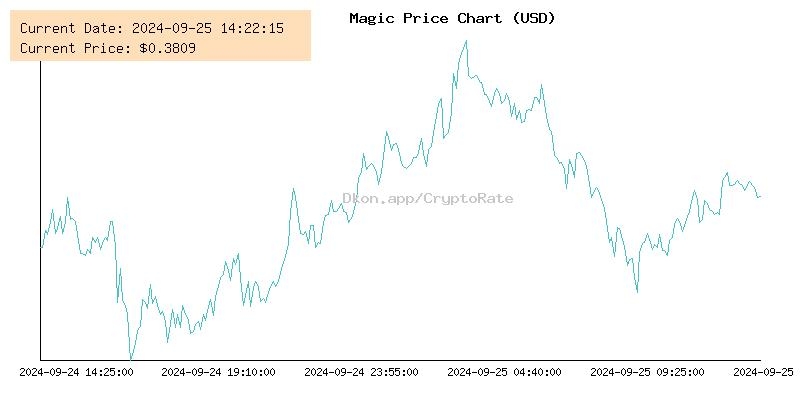 Magic Price Chart (USD)
Current Date: 2024-09-25 14:22:15
Current Price: $0.3809
Dkon.app/CryptoRate
2024-09-24 14:25:00
2024-09-24 19:10:00
2024-09-24 23:55:00
2024-09-25 04:40:00
2024-09-25 09:25:00
2024-09-25